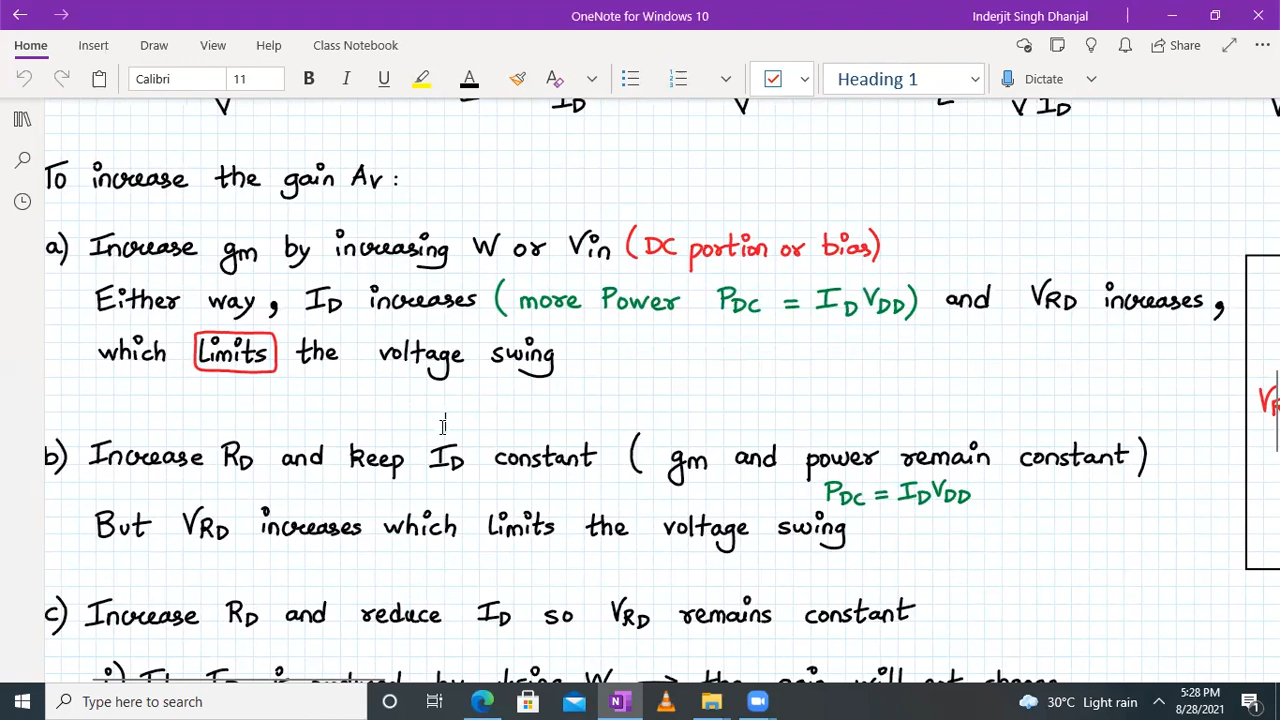 OneNote for Windows 10
Inderjit Singh Dhanjal
Home Insert Draw View Help Class Notebook
Share
Calibri 11 B I U A Heading 1 Dictate
To increase the gain Av :
a) Increase gm by increasing W or Vin (DC portion or bias)
Either way, ID increases (more Power PDC = IDVDD) and VRD increases,
which limits the voltage swing
b) Increase RD and keep ID constant (gm and power remain constant)
PDC = IDVDD
But VRD increases which limits the voltage swing
c) Increase RD and reduce ID so VRD remains constant
Type here to search
30°C Light rain
5:28 PM
8/28/2021